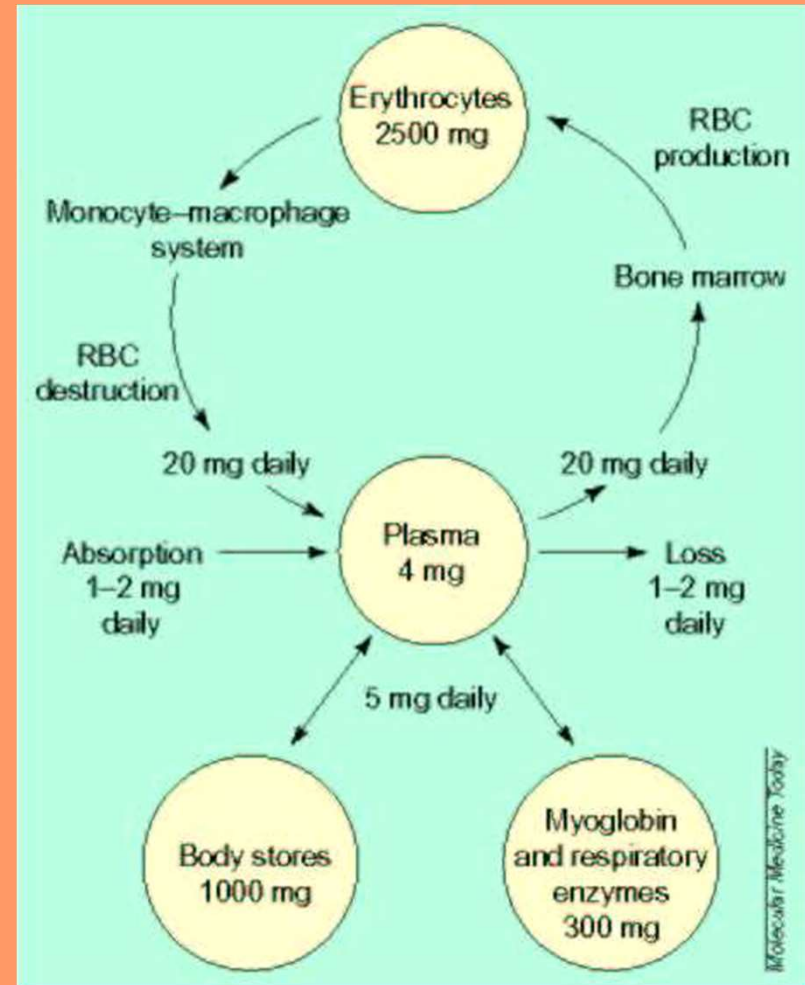 Erythrocytes
2500 mg
RBC
production
Monocyte–macrophage
system
Bone marrow
RBC
destruction
20 mg daily
20 mg daily
Plasma
4 mg
Absorption
1–2 mg
daily
Loss
1–2 mg
daily
5 mg daily
Body stores
1000 mg
Myoglobin
and respiratory
enzymes
300 mg
Molecular Medicine Today